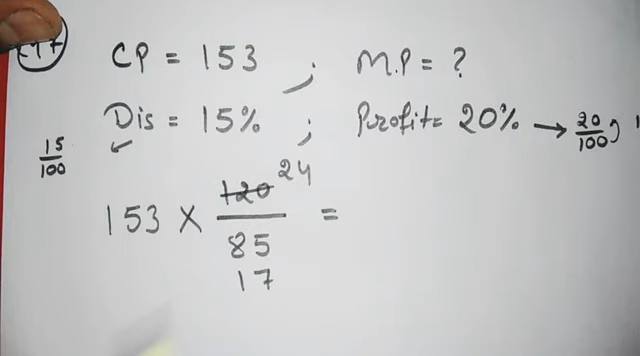 CP = 153 ; M.P = ?
Dis = 15% ; Profit = 20% → 20/100,
15/100
153 × 120 24
=
85
17